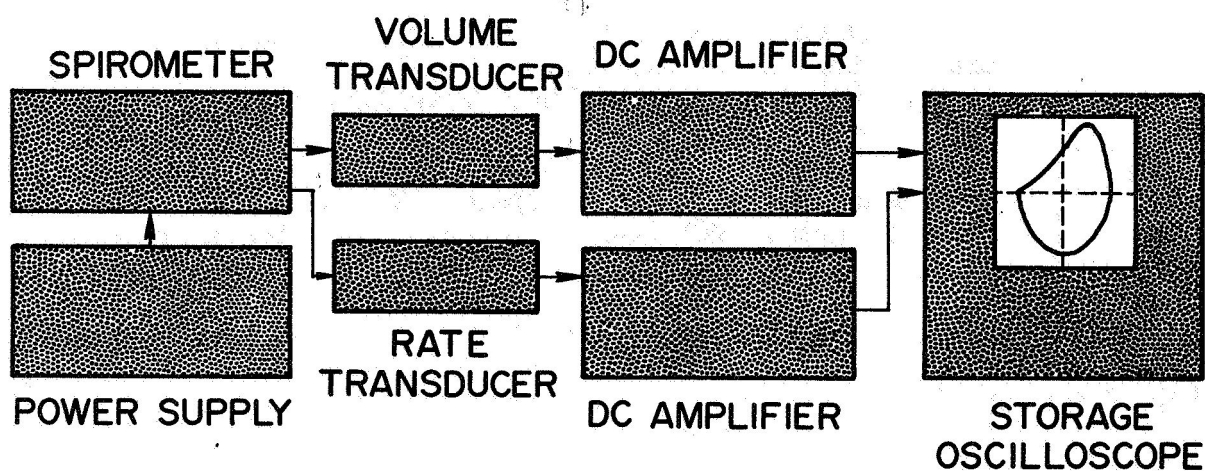 SPIROMETER
VOLUME
TRANSDUCER
DC AMPLIFIER
POWER SUPPLY
RATE
TRANSDUCER
DC AMPLIFIER
STORAGE
OSCILLOSCOPE